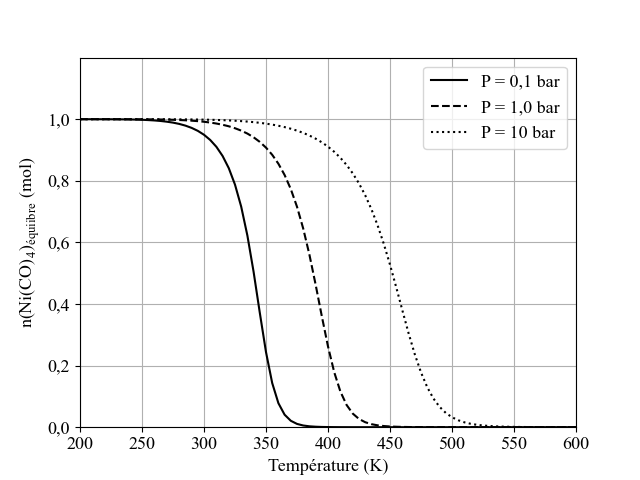 P = 0,1 bar
P = 1,0 bar
P = 10 bar
n(Ni(CO)₄)équiibre (mol)
1,0
0,8
0,6
0,4
0,2
0,0
200 250 300 350 400 450 500 550 600
Température (K)